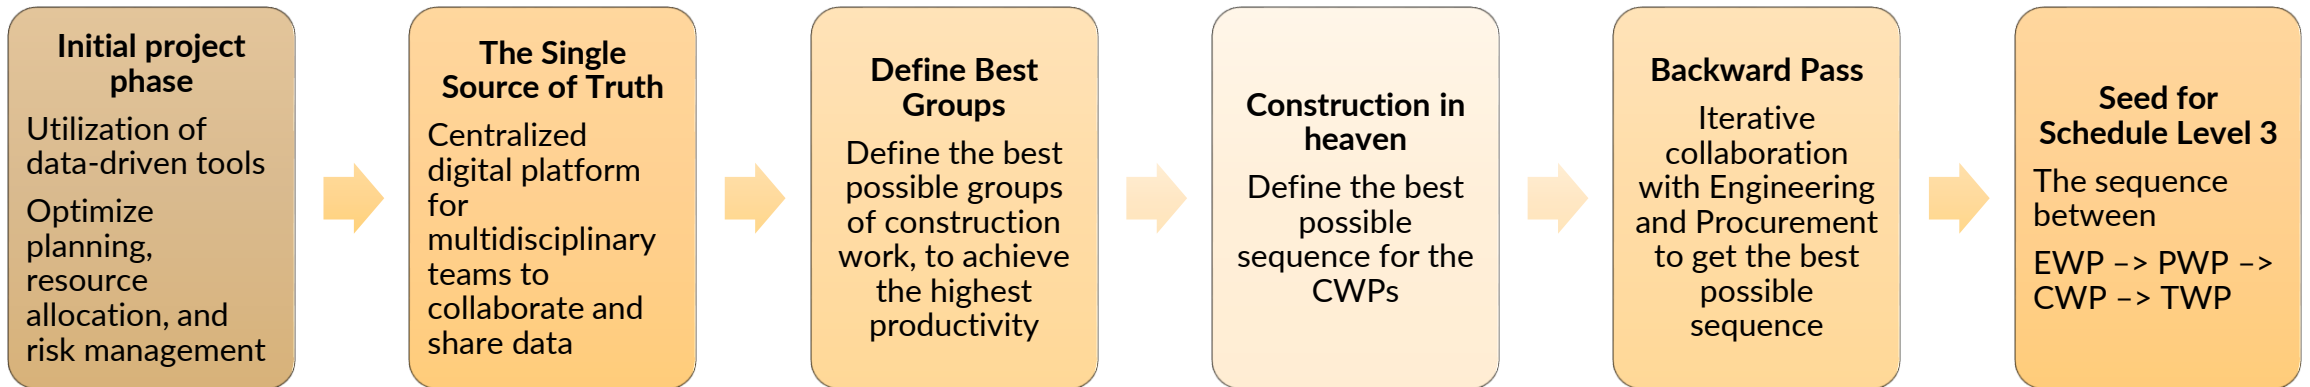 Initial project
phase
Utilization of
data-driven tools
Optimize
planning,
resource
allocation, and
risk management
The Single
Source of Truth
Centralized
digital platform
for
multidisciplinary
teams to
collaborate and
share data
Define Best
Groups
Define the best
possible groups
of construction
work, to achieve
the highest
productivity
Construction in
heaven
Define the best
possible
sequence for the
CWPs
Backward Pass
Iterative
collaboration
with Engineering
and Procurement
to get the best
possible
sequence
Seed for
Schedule Level 3
The sequence
between
EWP –> PWP –>
CWP –> TWP